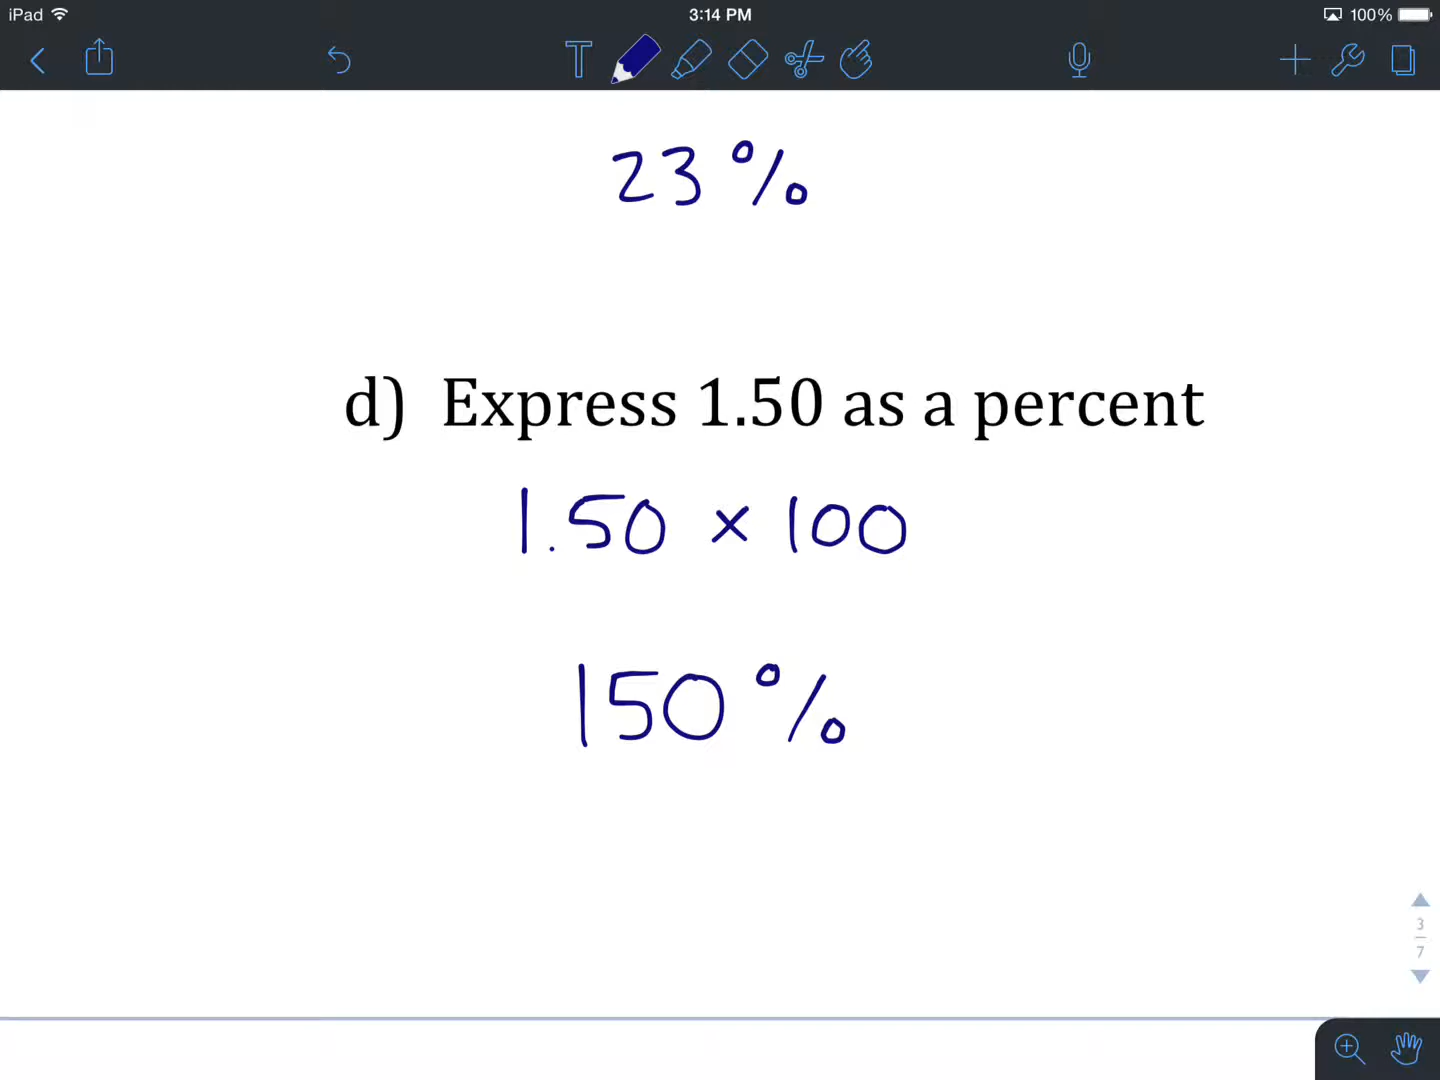 iPad 3:14 PM 100%
T
23%
d) Express 1.50 as a percent
1.50 × 100
150%
3
7